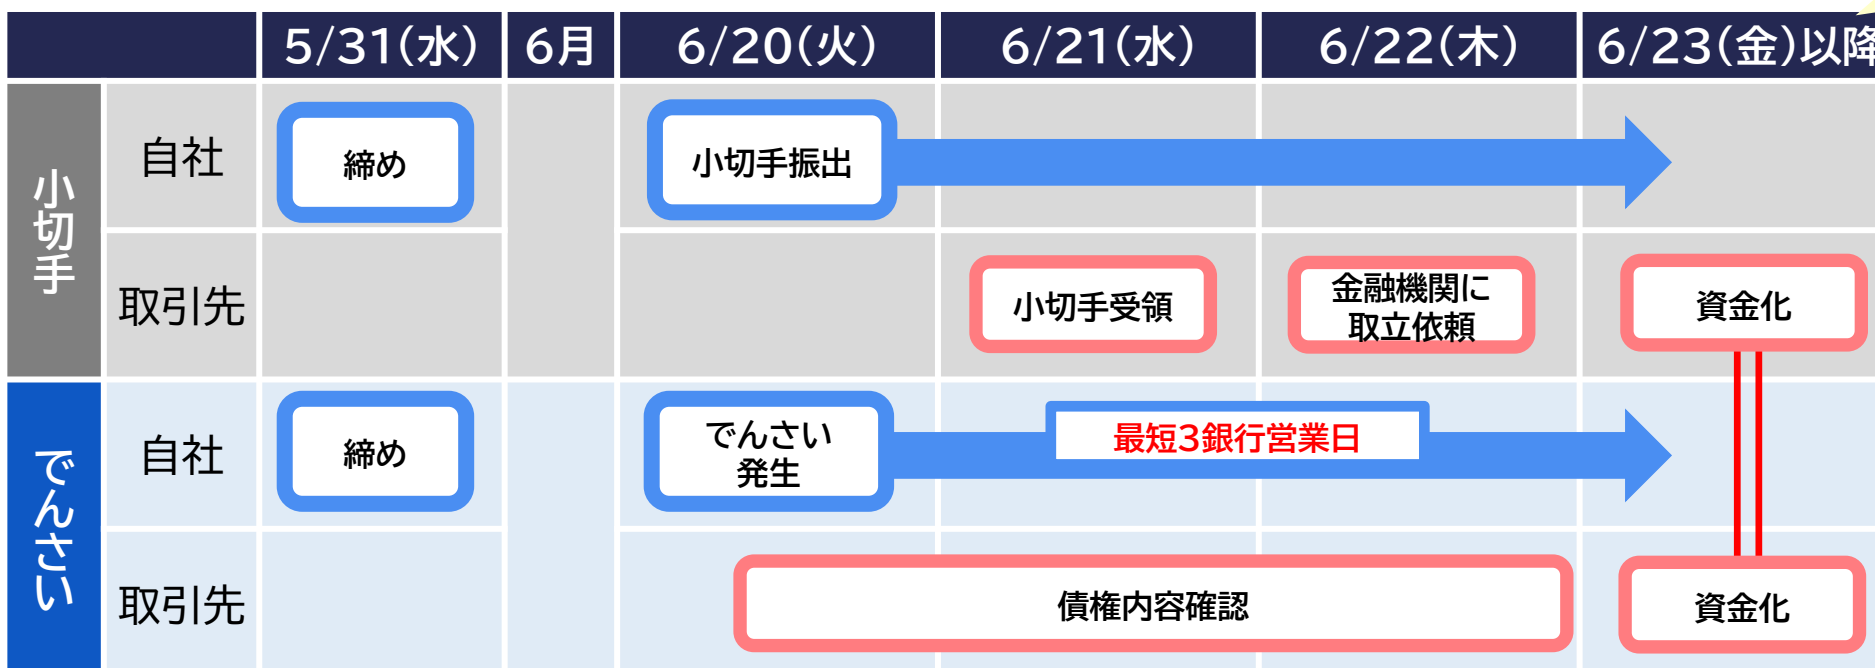 5/31(水)
6月
6/20(火)
6/21(水)
6/22(木)
6/23(金)以降
小切手
自社
締め
小切手振出
取引先
小切手受領
金融機関に
取立依頼
資金化
でんさい
自社
締め
でんさい
発生
最短3銀行営業日
取引先
債権内容確認
資金化